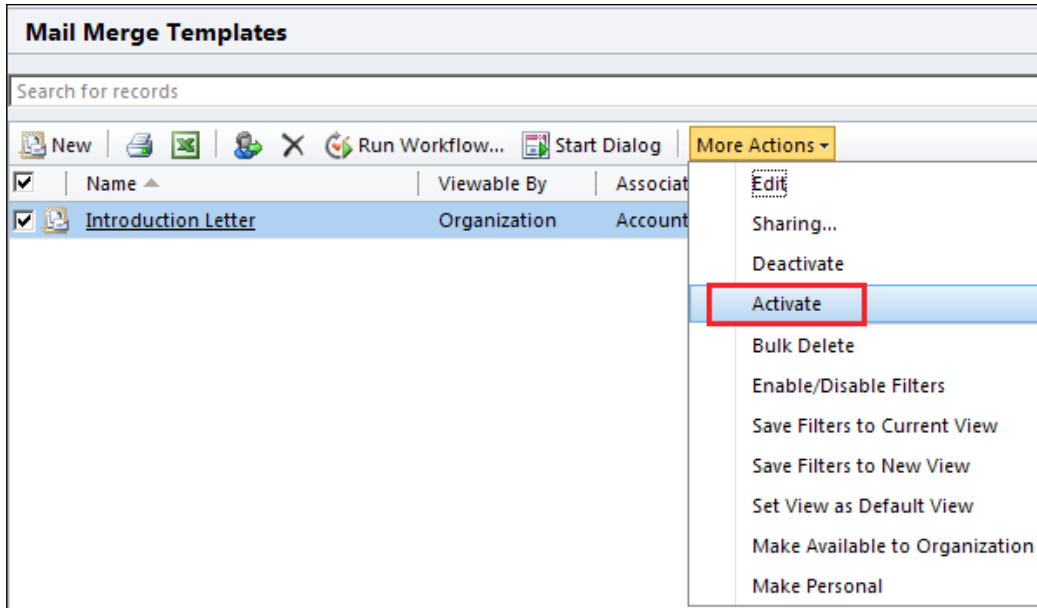 Mail Merge Templates
Search for records
New Run Workflow... Start Dialog More Actions
Name Viewable By Associat
Introduction Letter Organization Account
Edit
Sharing...
Deactivate
Activate
Bulk Delete
Enable/Disable Filters
Save Filters to Current View
Save Filters to New View
Set View as Default View
Make Available to Organization
Make Personal